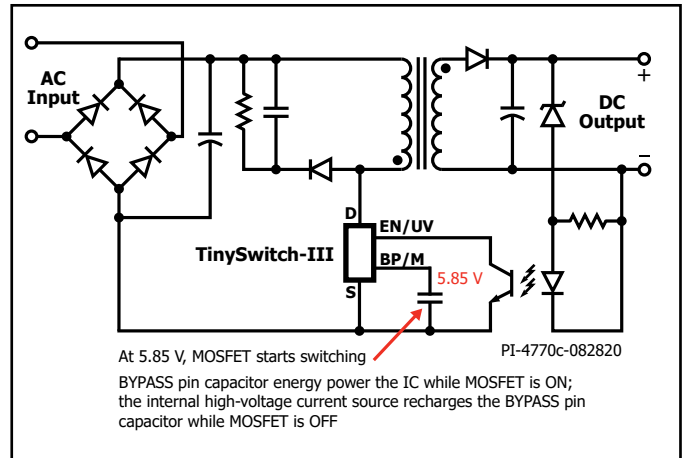 AC
Input
+
DC
Output
−
D
EN/UV
TinySwitch-III
BP/M
5.85 V
S
At 5.85 V, MOSFET starts switching
PI-4770c-082820
BYPASS pin capacitor energy power the IC while MOSFET is ON;
the internal high-voltage current source recharges the BYPASS pin
capacitor while MOSFET is OFF